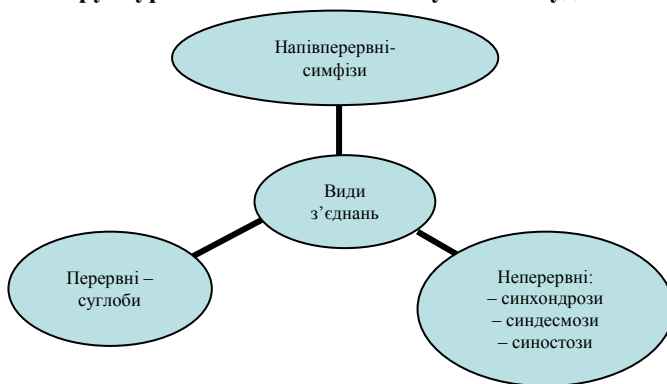 Напівперервні-
симфізи
Види
з’єднань
Перервні –
суглоби
Неперервні:
– синхондрози
– синдесмози
– синостози